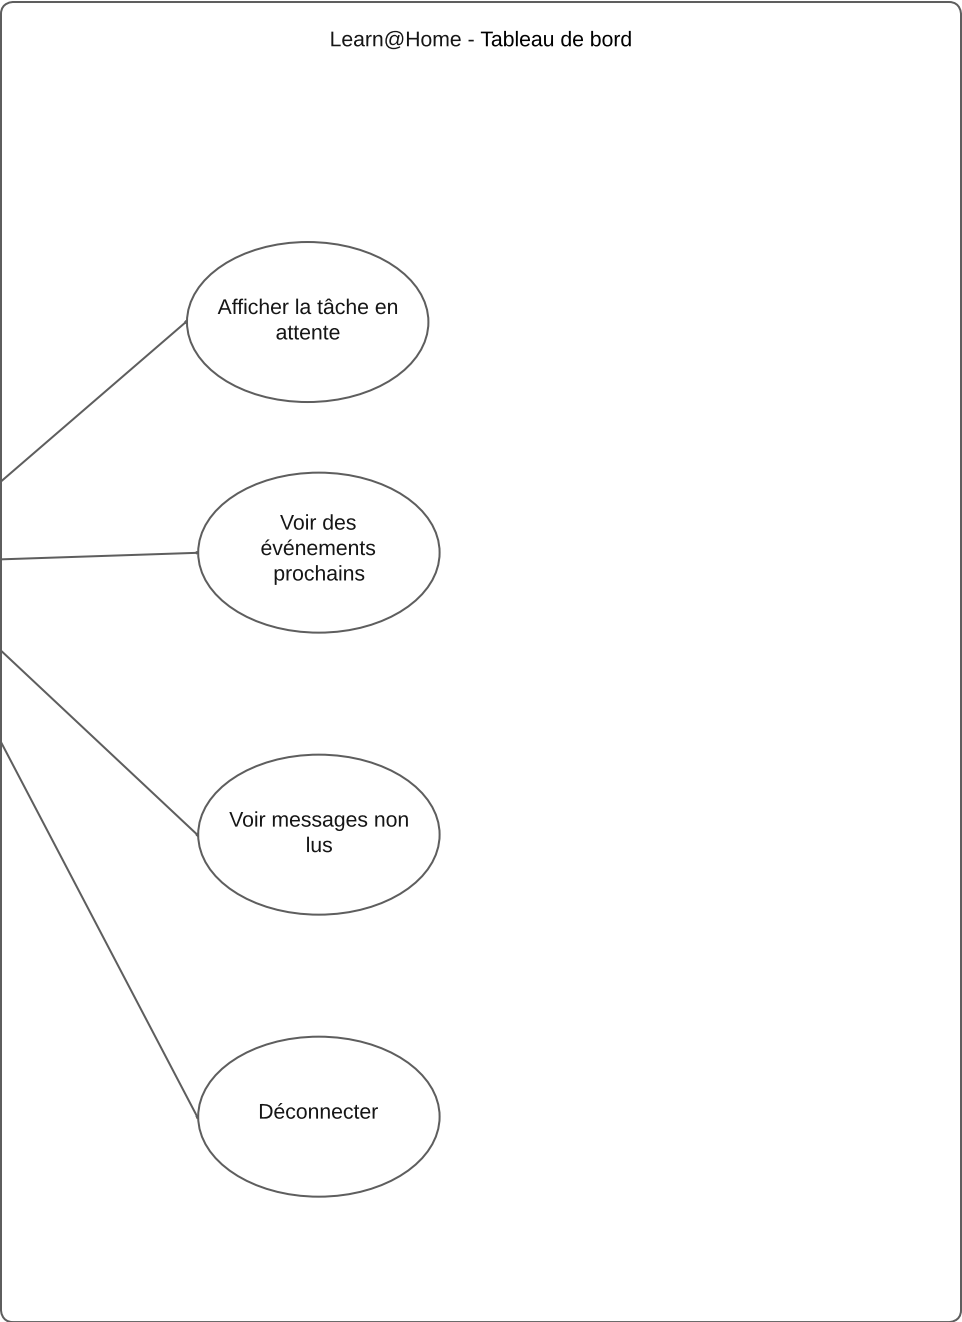 Learn@Home - Tableau de bord
Afficher la tâche en
attente
Voir des
événements
prochains
Voir messages non
lus
Déconnecter